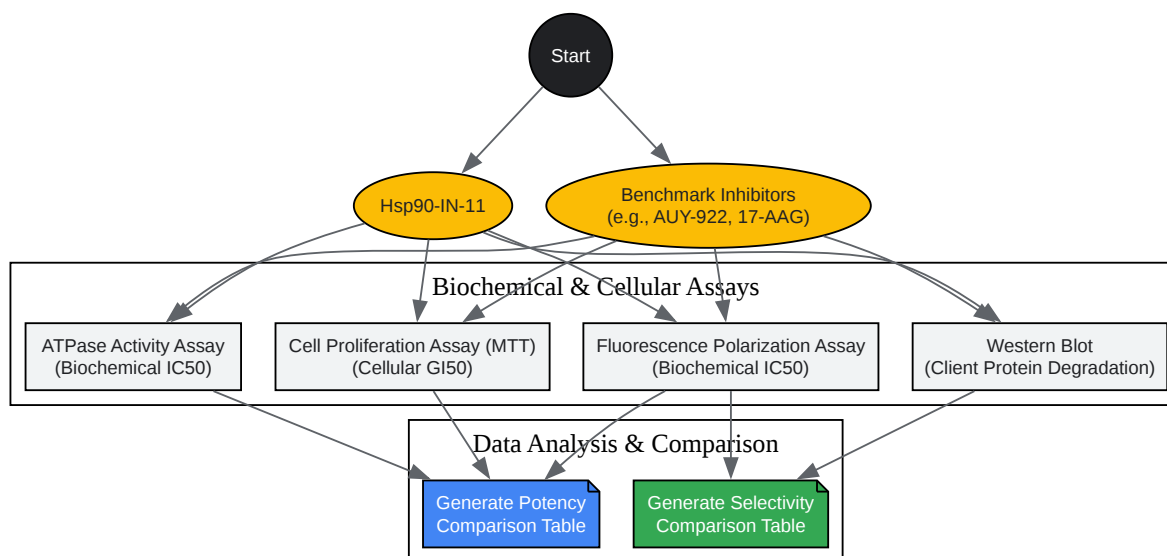 Start
Hsp90-IN-11
Benchmark Inhibitors
(e.g., AUY-922, 17-AAG)
Biochemical & Cellular Assays
ATPase Activity Assay
(Biochemical IC50)
Cell Proliferation Assay (MTT)
(Cellular GI50)
Fluorescence Polarization Assay
(Biochemical IC50)
Western Blot
(Client Protein Degradation)
Data Analysis & Comparison
Generate Potency
Comparison Table
Generate Selectivity
Comparison Table